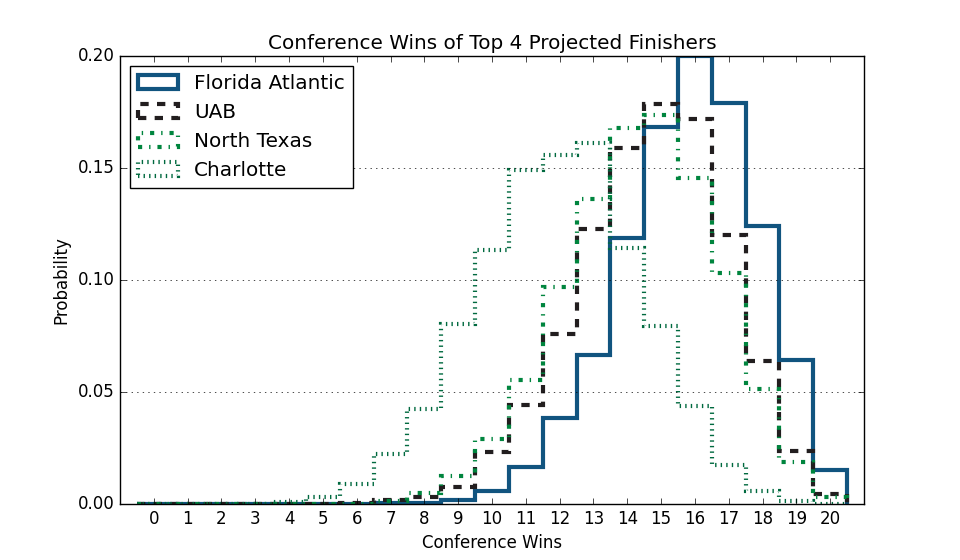 Conference Wins of Top 4 Projected Finishers
Florida Atlantic
UAB
North Texas
Charlotte
Probability
0.20
0.15
0.10
0.05
0.00
0 1 2 3 4 5 6 7 8 9 10 11 12 13 14 15 16 17 18 19 20
Conference Wins